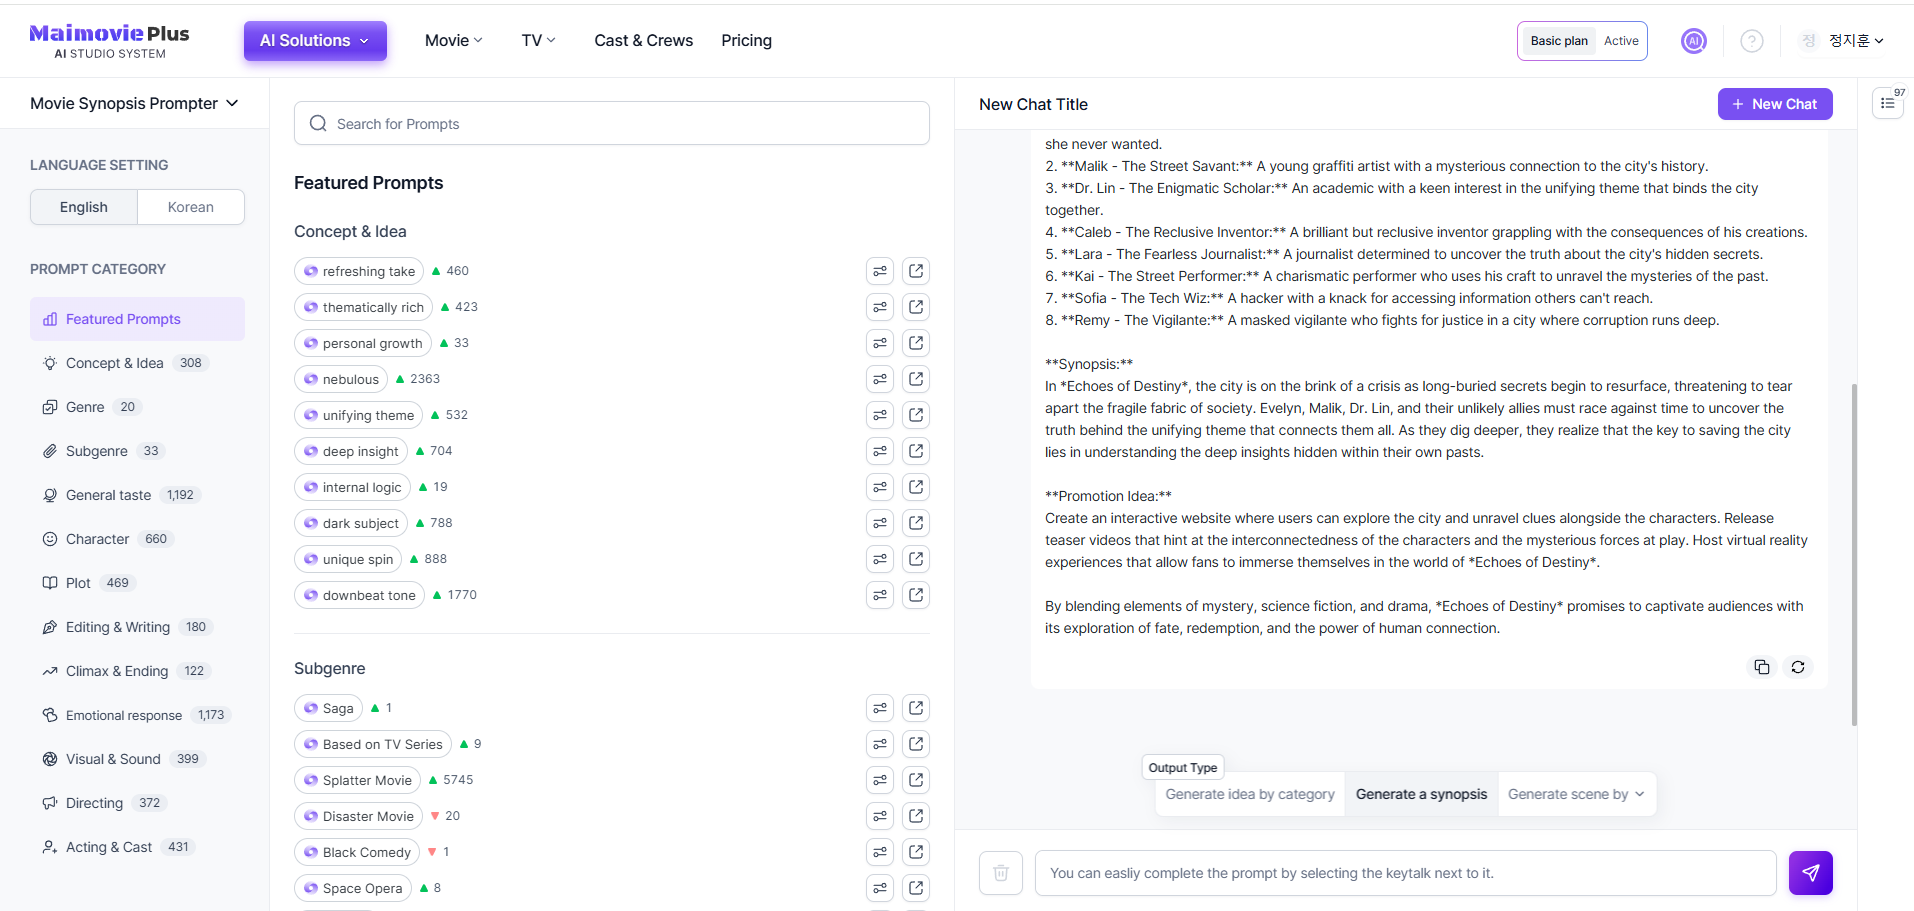 Maimovie Plus
AI STUDIO SYSTEM
AI Solutions
Movie
TV
Cast & Crews
Pricing
Basic plan
Active
AI
?
정
정지훈
Movie Synopsis Prompter
LANGUAGE SETTING
English
Korean
PROMPT CATEGORY
Featured Prompts
Concept & Idea 308
Genre 20
Subgenre 33
General taste 1,192
Character 660
Plot 469
Editing & Writing 180
Climax & Ending 122
Emotional response 1,173
Visual & Sound 399
Directing 372
Acting & Cast 431
Search for Prompts
Featured Prompts
Concept & Idea
refreshing take ▲ 460
thematically rich ▲ 423
personal growth ▲ 33
nebulous ▲ 2363
unifying theme ▲ 532
deep insight ▲ 704
internal logic ▲ 19
dark subject ▲ 788
unique spin ▲ 888
downbeat tone ▲ 1770
Subgenre
Saga ▲ 1
Based on TV Series ▲ 9
Splatter Movie ▲ 5745
Disaster Movie ▼ 20
Black Comedy ▼ 1
Space Opera ▲ 8
New Chat Title
+ New Chat
97
she never wanted.
2. **Malik - The Street Savant:** A young graffiti artist with a mysterious connection to the city's history.
3. **Dr. Lin - The Enigmatic Scholar:** An academic with a keen interest in the unifying theme that binds the city
together.
4. **Caleb - The Reclusive Inventor:** A brilliant but reclusive inventor grappling with the consequences of his creations.
5. **Lara - The Fearless Journalist:** A journalist determined to uncover the truth about the city's hidden secrets.
6. **Kai - The Street Performer:** A charismatic performer who uses his craft to unravel the mysteries of the past.
7. **Sofia - The Tech Wiz:** A hacker with a knack for accessing information others can't reach.
8. **Remy - The Vigilante:** A masked vigilante who fights for justice in a city where corruption runs deep.
**Synopsis:**
In *Echoes of Destiny*, the city is on the brink of a crisis as long-buried secrets begin to resurface, threatening to tear
apart the fragile fabric of society. Evelyn, Malik, Dr. Lin, and their unlikely allies must race against time to uncover the
truth behind the unifying theme that connects them all. As they dig deeper, they realize that the key to saving the city
lies in understanding the deep insights hidden within their own pasts.
**Promotion Idea:**
Create an interactive website where users can explore the city and unravel clues alongside the characters. Release
teaser videos that hint at the interconnectedness of the characters and the mysterious forces at play. Host virtual reality
experiences that allow fans to immerse themselves in the world of *Echoes of Destiny*.
By blending elements of mystery, science fiction, and drama, *Echoes of Destiny* promises to captivate audiences with
its exploration of fate, redemption, and the power of human connection.
Output Type
Generate idea by category
Generate a synopsis
Generate scene by
You can easliy complete the prompt by selecting the keytalk next to it.